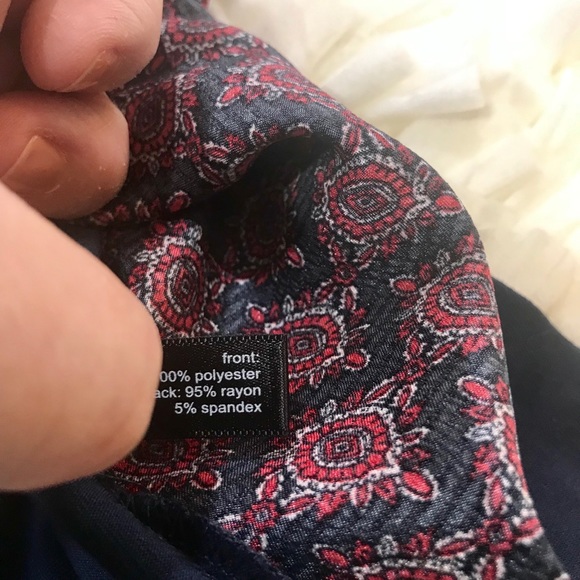 front:
00% polyester
ack: 95% rayon
5% spandex